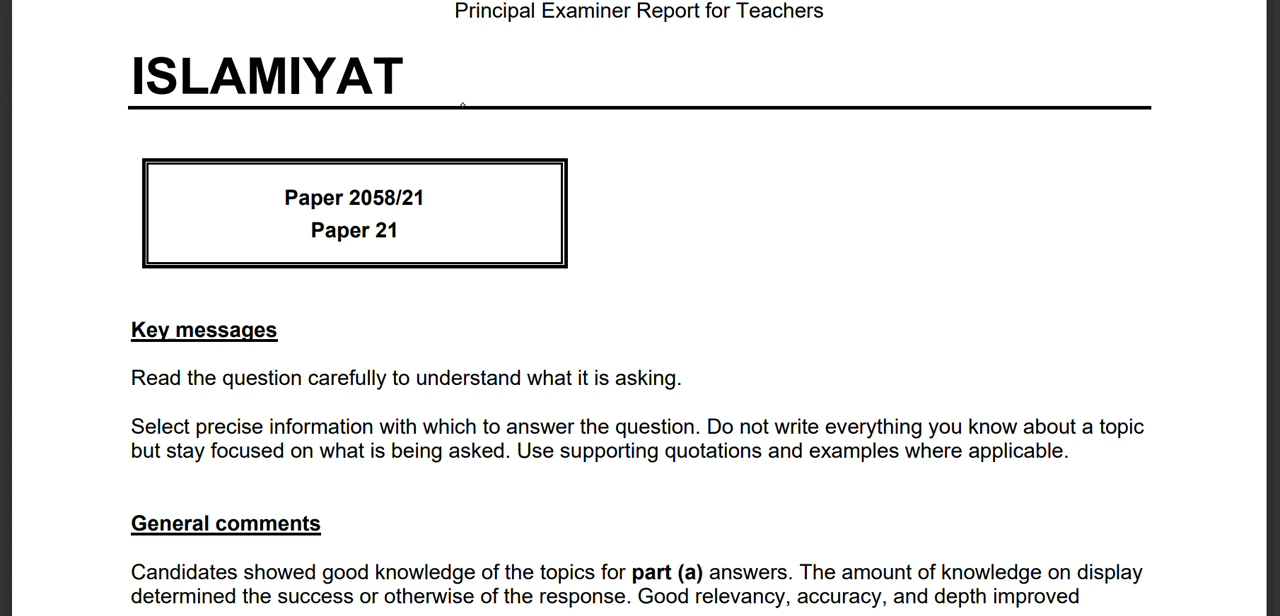 Principal Examiner Report for Teachers
ISLAMIYAT
Paper 2058/21
Paper 21
Key messages
Read the question carefully to understand what it is asking.
Select precise information with which to answer the question. Do not write everything you know about a topic
but stay focused on what is being asked. Use supporting quotations and examples where applicable.
General comments
Candidates showed good knowledge of the topics for part (a) answers. The amount of knowledge on display
determined the success or otherwise of the response. Good relevancy, accuracy, and depth improved